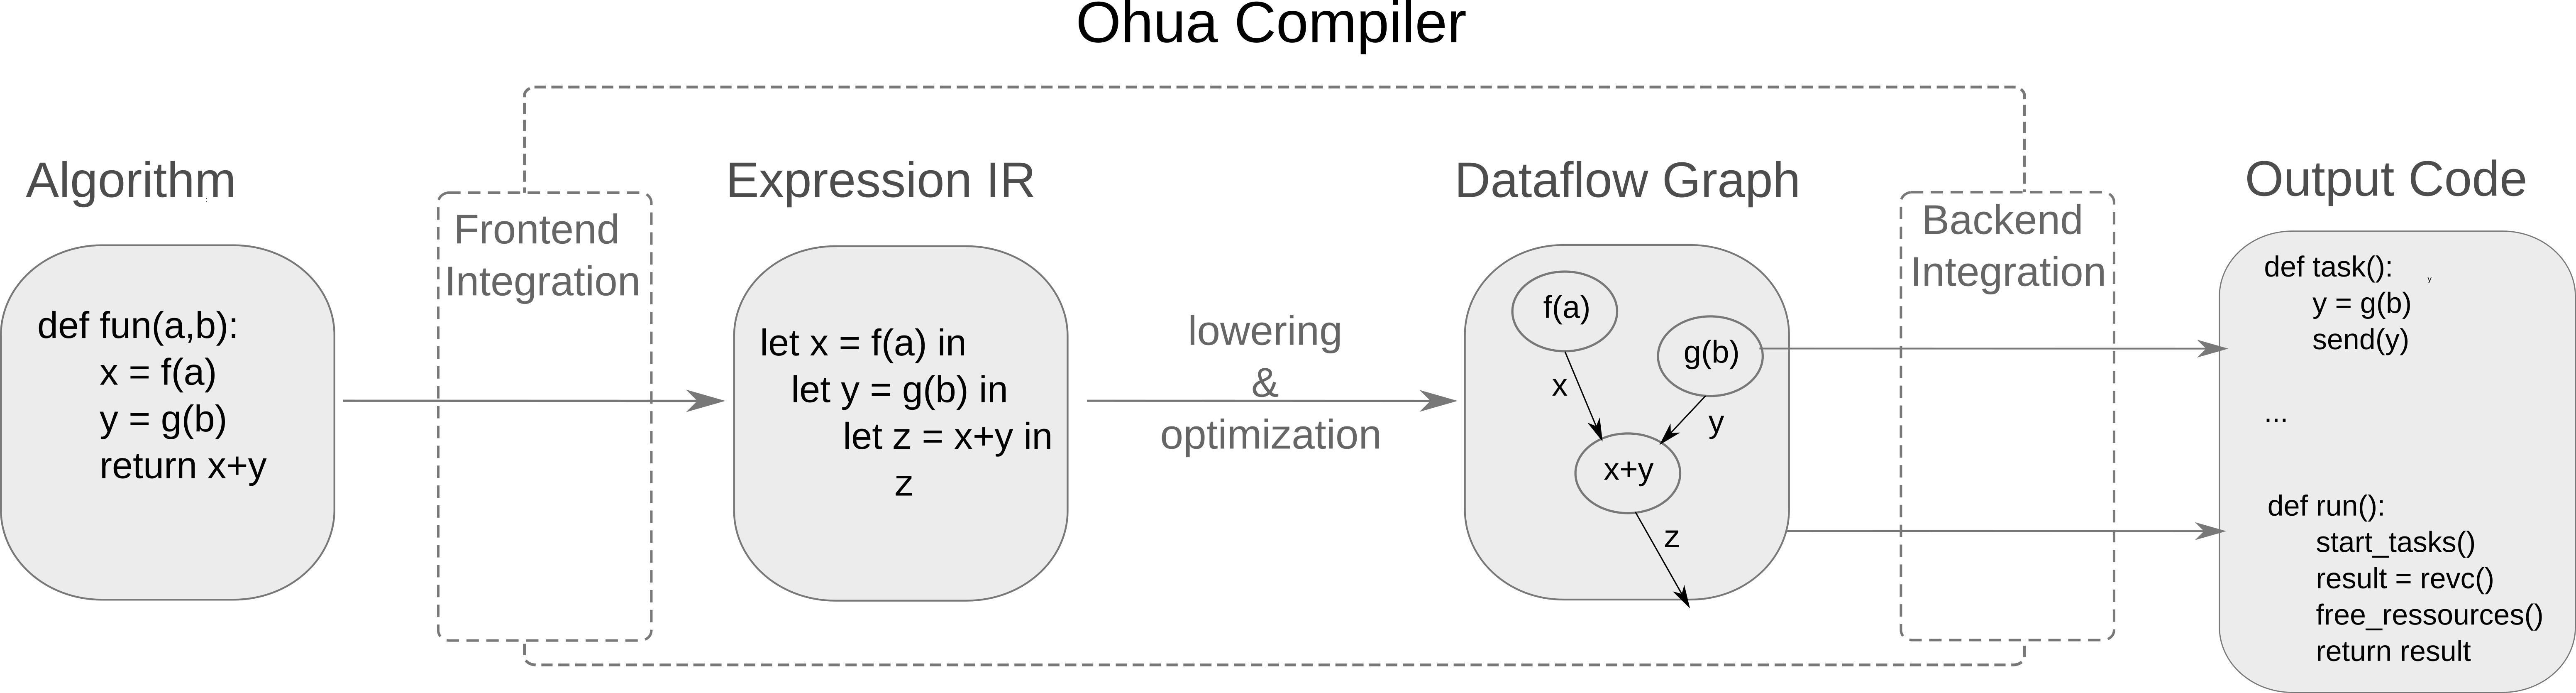 Ohua Compiler
Algorithm
:
def fun(a,b):
x = f(a)
y = g(b)
return x+y
Frontend
Integration
Expression IR
let x = f(a) in
let y = g(b) in
let z = x+y in
z
lowering
&
optimization
Dataflow Graph
f(a)
g(b)
x
y
x+y
z
Backend
Integration
Output Code
def task():
y
y = g(b)
send(y)
...
def run():
start_tasks()
result = revc()
free_ressources()
return result